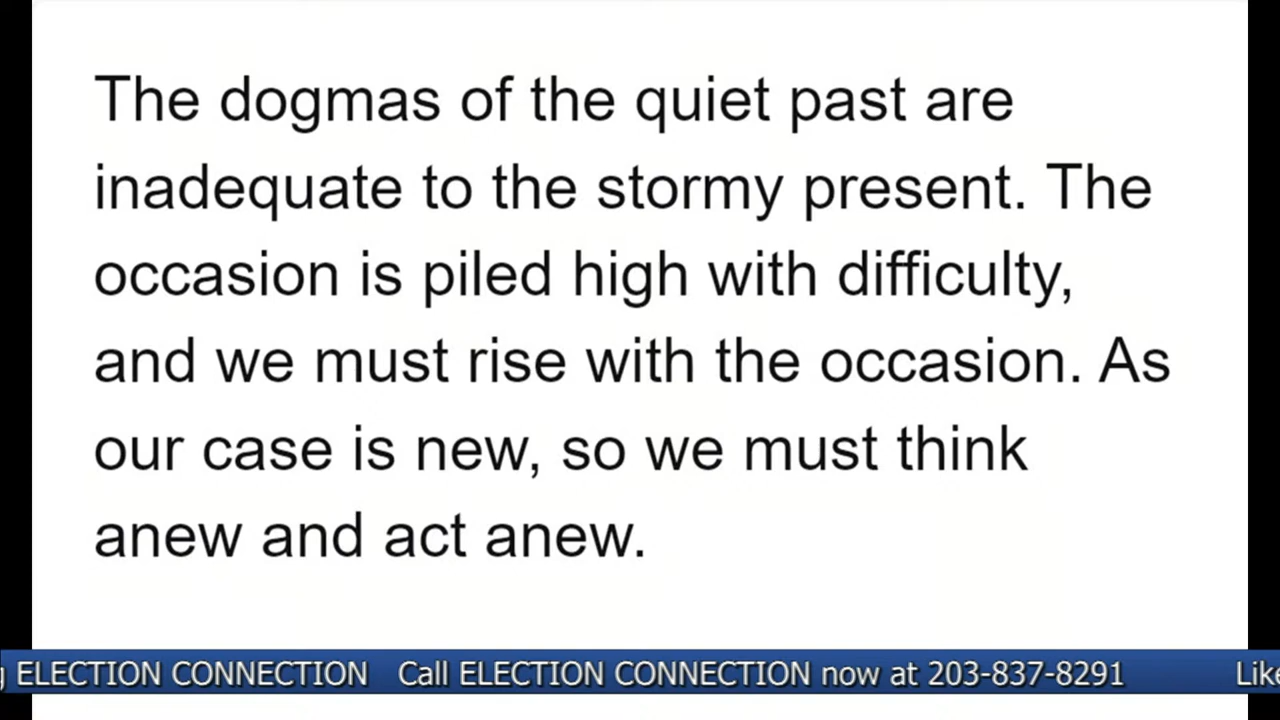 The dogmas of the quiet past are
inadequate to the stormy present. The
occasion is piled high with difficulty,
and we must rise with the occasion. As
our case is new, so we must think
anew and act anew.
ELECTION CONNECTION Call ELECTION CONNECTION now at 203-837-8291 Like